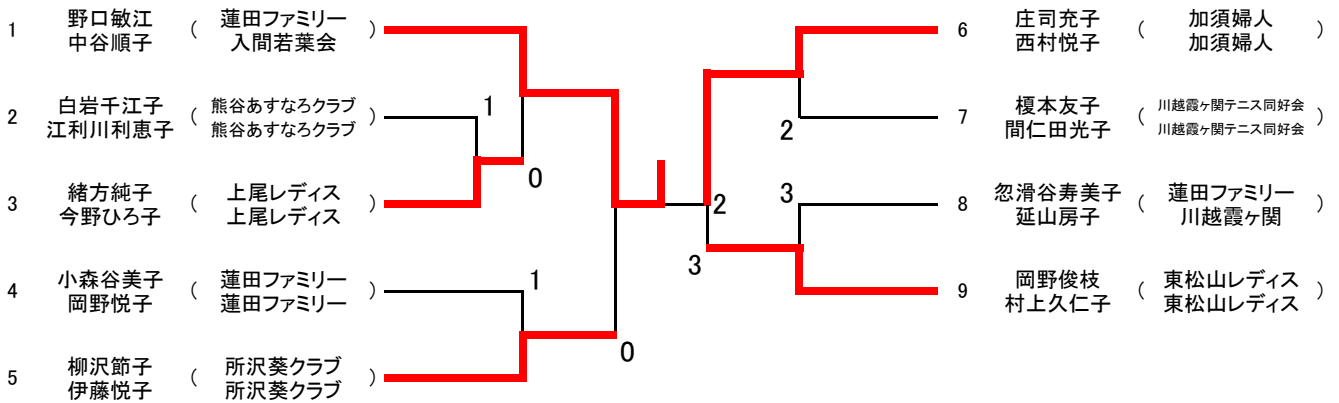 1 野口敏江 ( 蓮田ファミリー )
中谷順子 入間若葉会
2 白岩千江子 ( 熊谷あすなろクラブ )
江利川利恵子 熊谷あすなろクラブ
1
0
3 緒方純子 ( 上尾レディス )
今野ひろ子 上尾レディス
4 小森谷美子 ( 蓮田ファミリー )
岡野悦子 蓮田ファミリー
1
0
5 柳沢節子 ( 所沢葵クラブ )
伊藤悦子 所沢葵クラブ
6 庄司充子 ( 加須婦人 )
西村悦子 加須婦人
2
7 榎本友子 ( 川越霞ヶ関テニス同好会 )
間仁田光子 川越霞ヶ関テニス同好会
2
3
3
8 忍滑谷寿美子 ( 蓮田ファミリー )
延山房子 川越霞ヶ関
9 岡野俊枝 ( 東松山レディス )
村上久仁子 東松山レディス